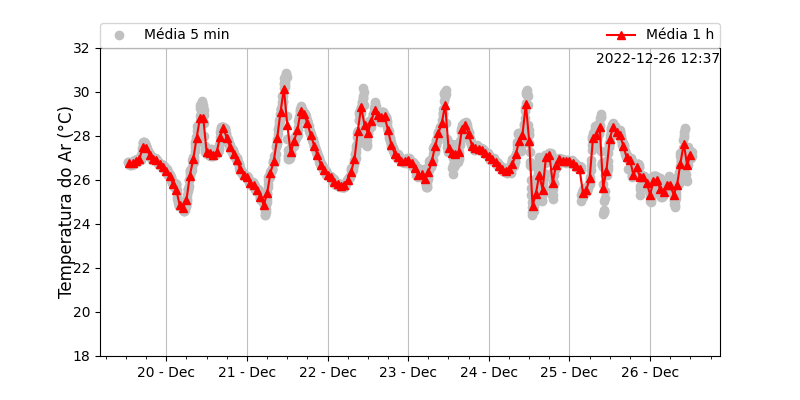 Média 5 min
Média 1 h
2022-12-26 12:37
Temperatura do Ar (°C)
32
30
28
26
24
22
20
18
20 - Dec
21 - Dec
22 - Dec
23 - Dec
24 - Dec
25 - Dec
26 - Dec